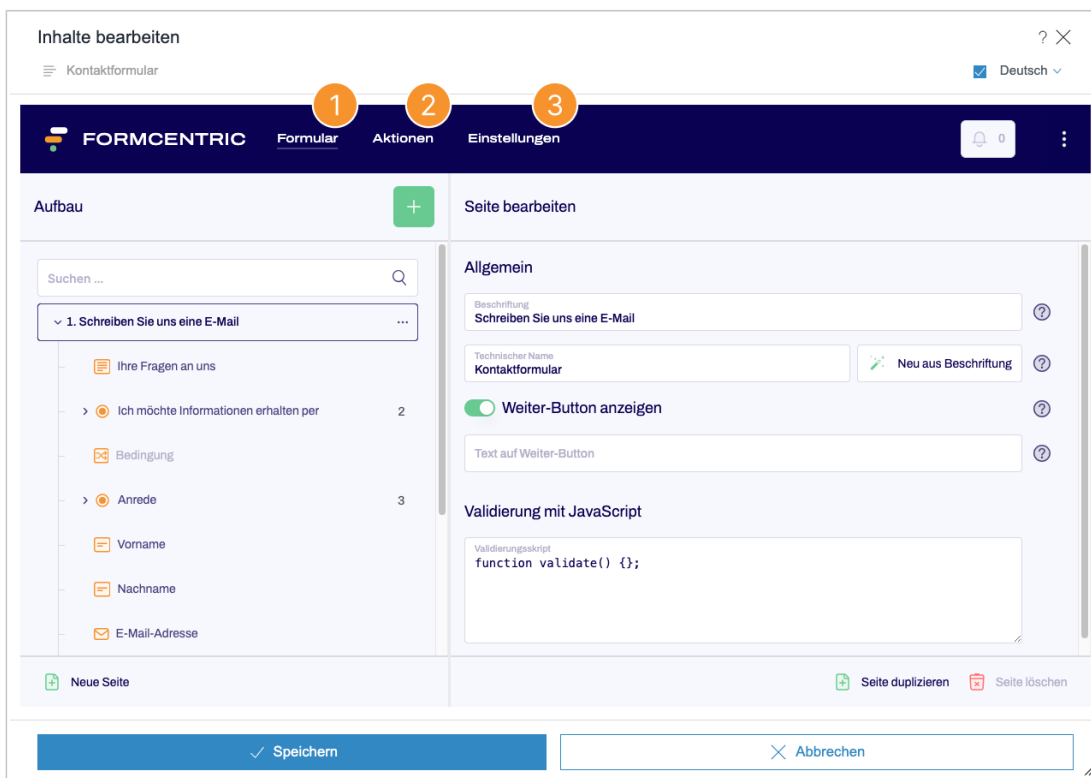 Inhalte bearbeiten
?
Kontaktformular
Deutsch
1 2 3
FORMCENTRIC Formular Aktionen Einstellungen 0
Aufbau
+
Seite bearbeiten
Suchen ...
1. Schreiben Sie uns eine E-Mail ...
Ihre Fragen an uns
Ich möchte Informationen erhalten per 2
Bedingung
Anrede 3
Vorname
Nachname
E-Mail-Adresse
Neue Seite
Allgemein
Beschriftung
Schreiben Sie uns eine E-Mail
?
Technischer Name
Kontaktformular
Neu aus Beschriftung
?
Weiter-Button anzeigen
?
Text auf Weiter-Button
?
Validierung mit JavaScript
Validierungsskript
function validate() {};
Seite duplizieren
Seite löschen
Speichern
Abbrechen